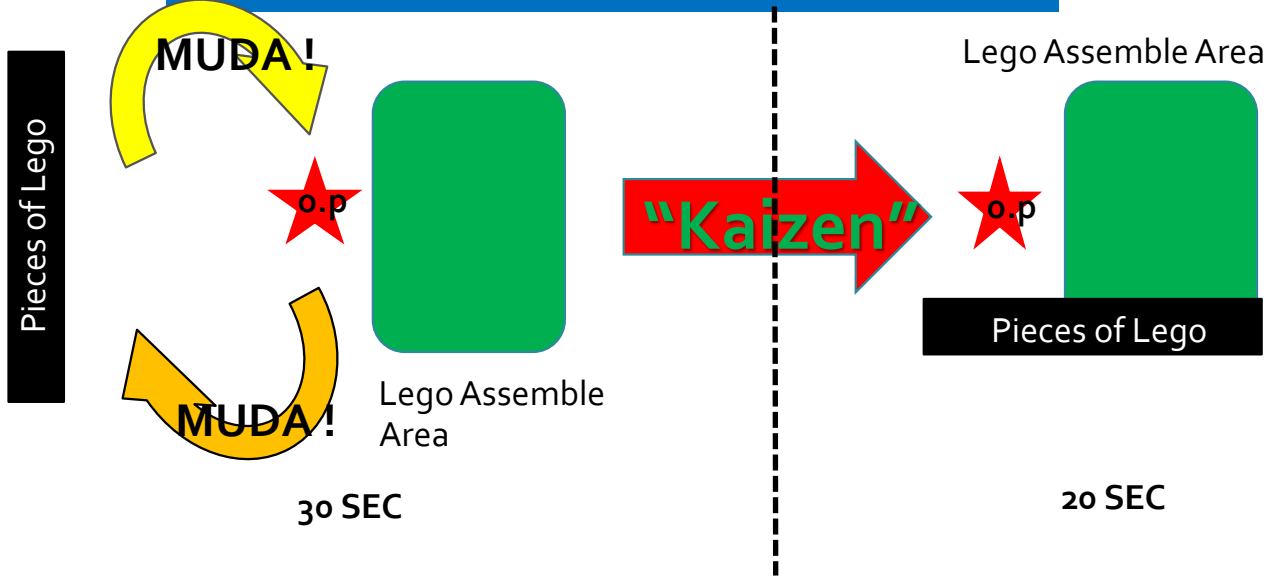 MUDA !
Pieces of Lego
o.p
MUDA !
Lego Assemble
Area
30 SEC
“Kaizen”
Lego Assemble Area
o.p
Pieces of Lego
20 SEC